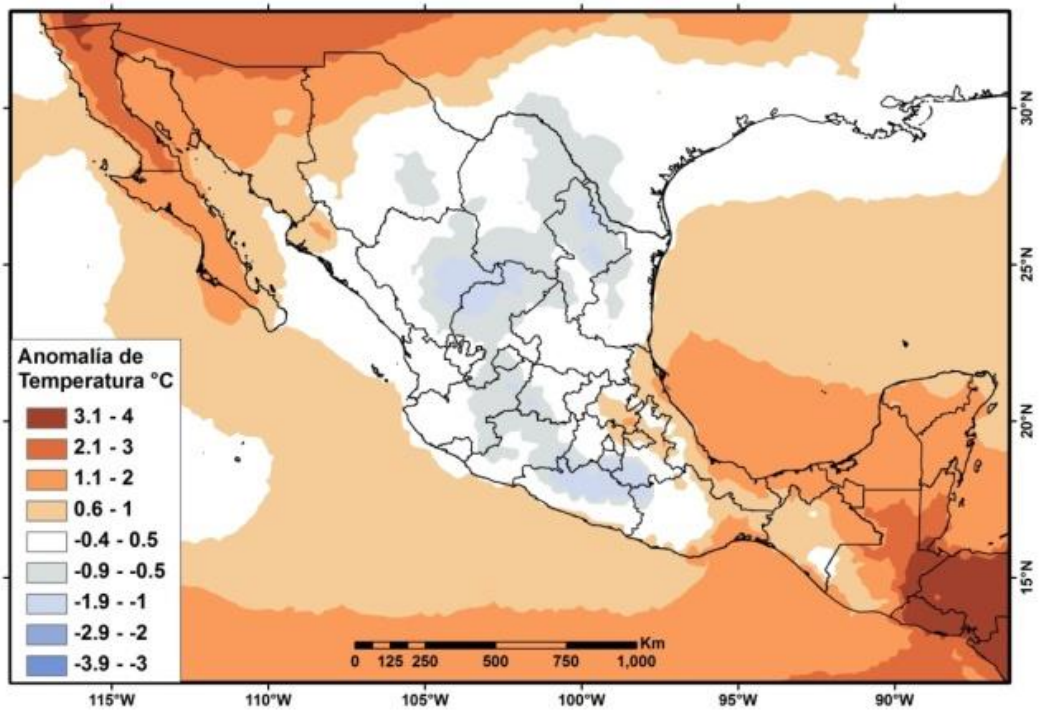 30°N
25°N
20°N
15°N
Anomalía de
Temperatura °C
3.1 - 4
2.1 - 3
1.1 - 2
0.6 - 1
-0.4 - 0.5
-0.9 - -0.5
-1.9 - -1
-2.9 - -2
-3.9 - -3
Km
0 125 250 500 750 1,000
115°W 110°W 105°W 100°W 95°W 90°W